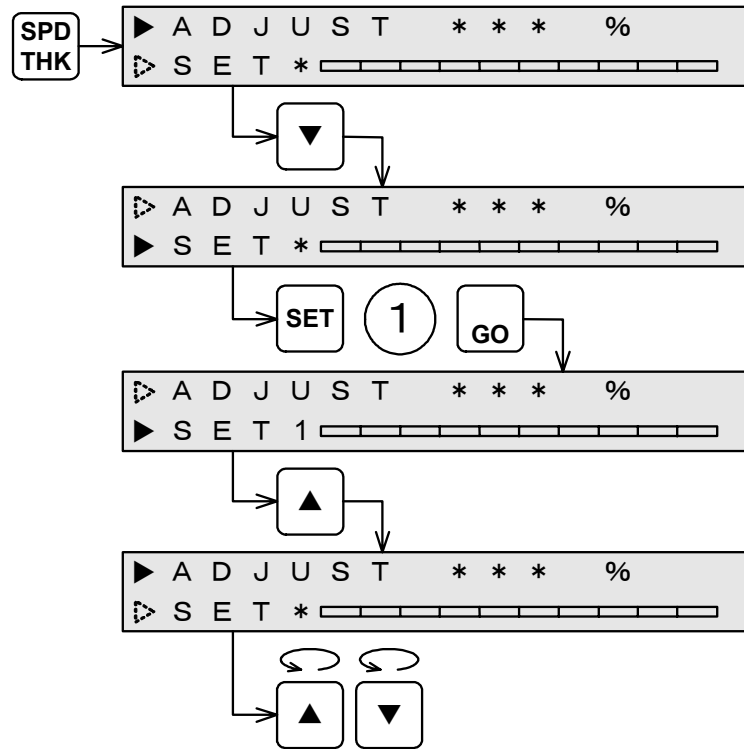 SPD
THK
▶ ADJUST *** %
▷ SET *
▼
▷ ADJUST *** %
▶ SET *
SET 1 GO
▷ ADJUST *** %
▶ SET 1
▲
▶ ADJUST *** %
▷ SET *
▲ ▼